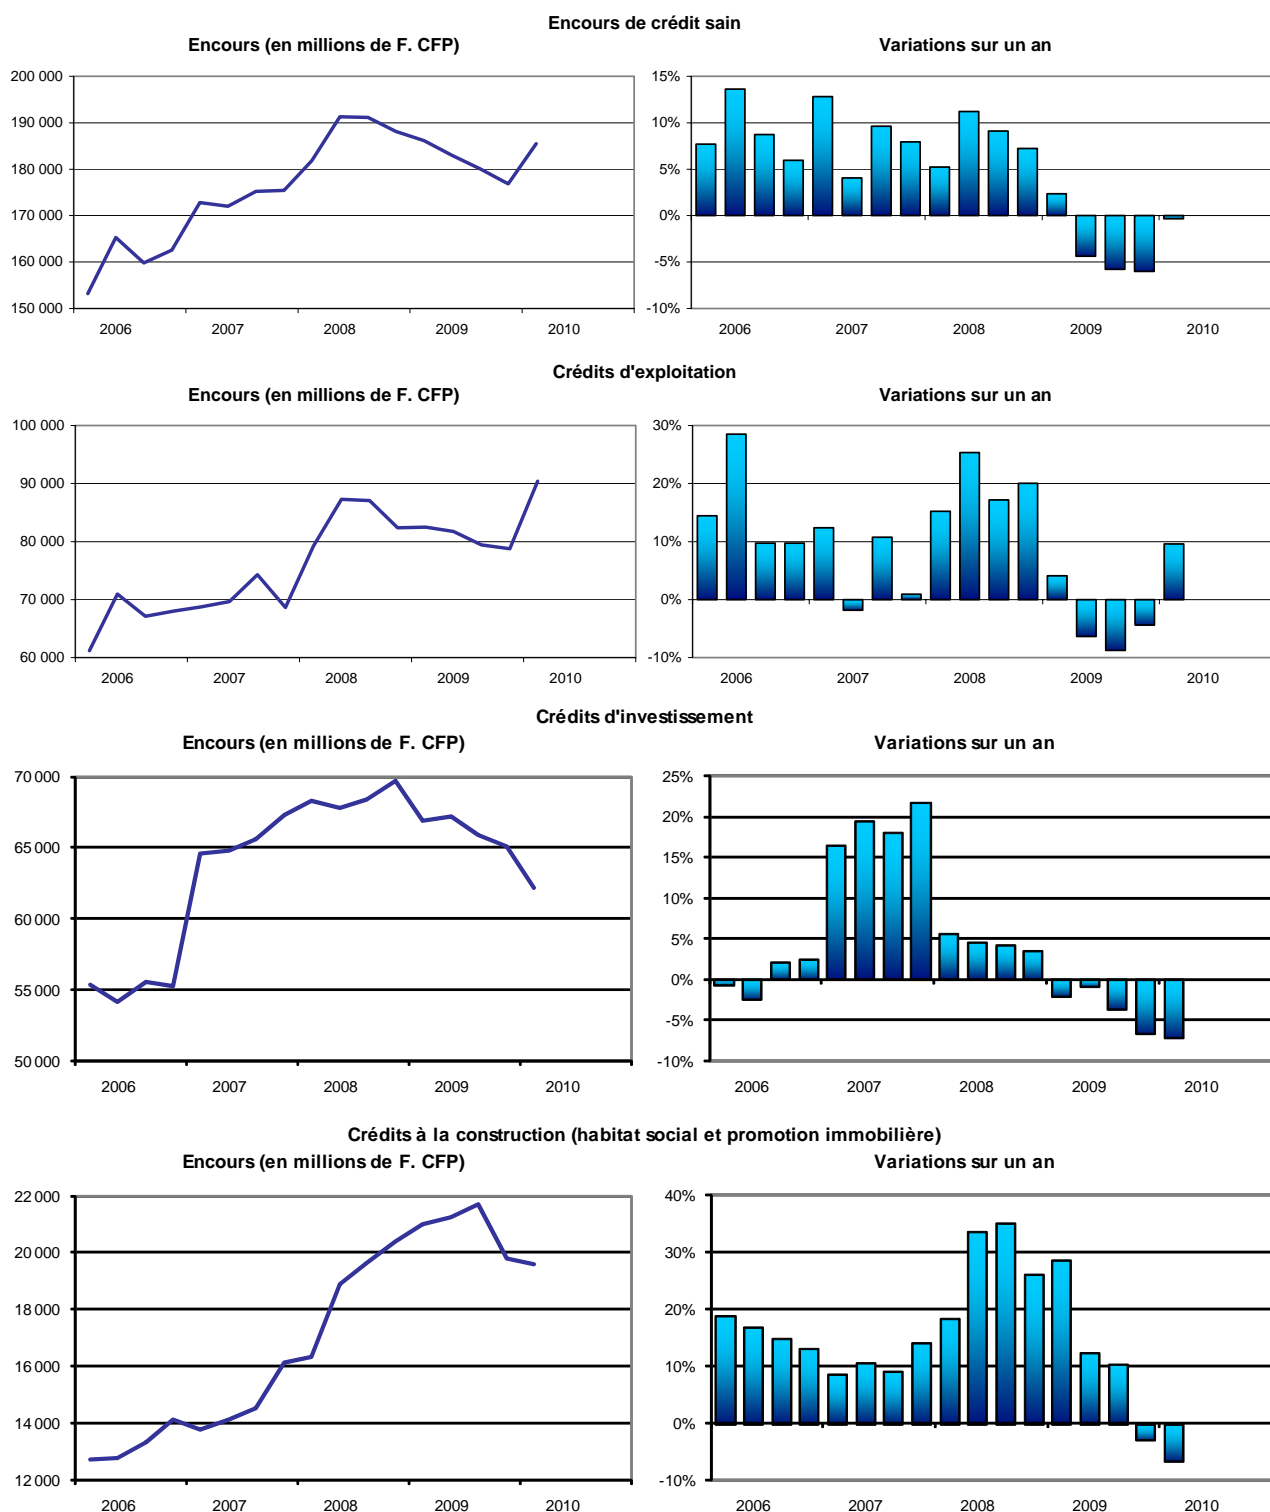 Encours de crédit sain
Encours (en millions de F. CFP)
200 000
190 000
180 000
170 000
160 000
150 000
2006 2007 2008 2009 2010
Variations sur un an
15%
10%
5%
0%
-5%
-10%
2006 2007 2008 2009 2010
Crédits d'exploitation
Encours (en millions de F. CFP)
100 000
90 000
80 000
70 000
60 000
2006 2007 2008 2009 2010
Variations sur un an
30%
20%
10%
0%
-10%
2006 2007 2008 2009 2010
Crédits d'investissement
Encours (en millions de F. CFP)
70 000
65 000
60 000
55 000
50 000
2006 2007 2008 2009 2010
Variations sur un an
25%
20%
15%
10%
5%
0%
-5%
-10%
2006 2007 2008 2009 2010
Crédits à la construction (habitat social et promotion immobilière)
Encours (en millions de F. CFP)
22 000
20 000
18 000
16 000
14 000
12 000
2006 2007 2008 2009 2010
Variations sur un an
40%
30%
20%
10%
0%
-10%
2006 2007 2008 2009 2010